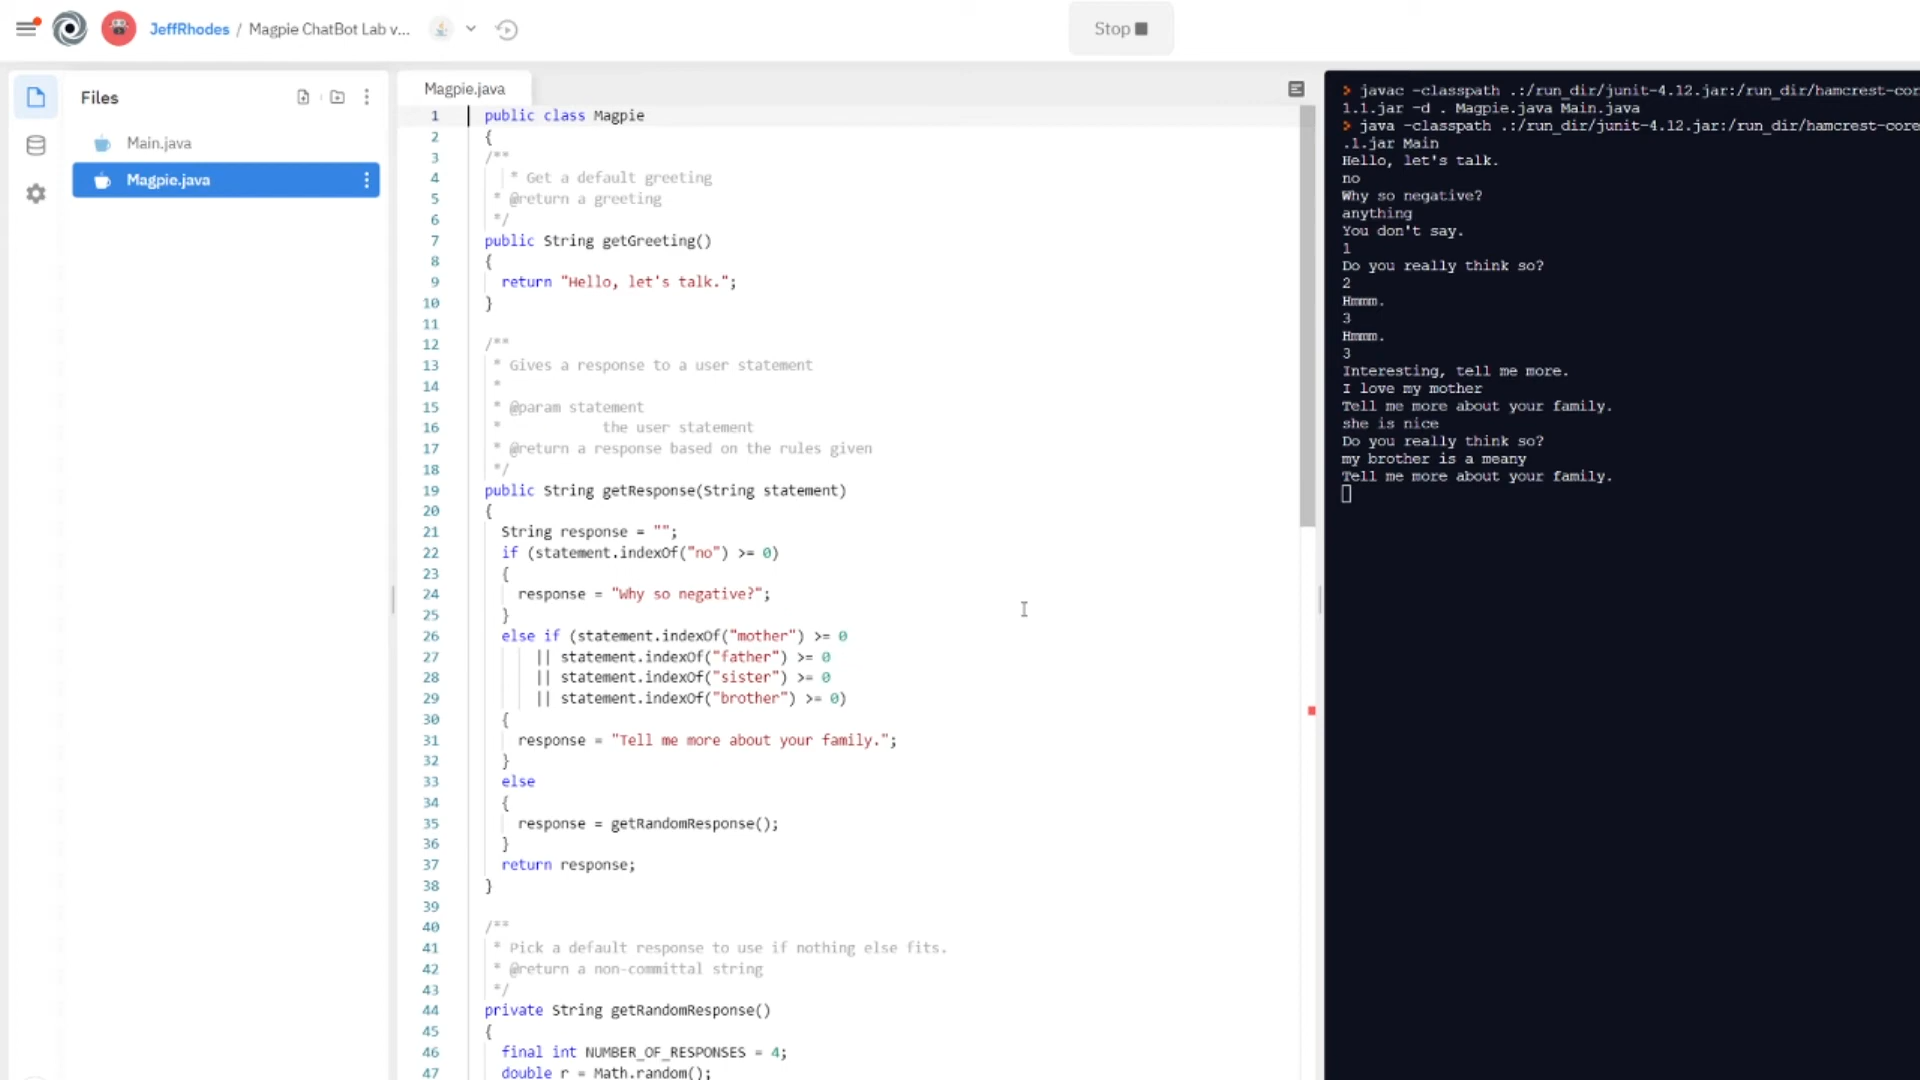 JeffRhodes / Magpie ChatBot Lab v...
Stop
Files
Main.java
Magpie.java
Magpie.java
1 public class Magpie
2 {
3 /**
4 * Get a default greeting
5 * @return a greeting
6 */
7 public String getGreeting()
8 {
9 return "Hello, let's talk.";
10 }
11
12 /**
13 * Gives a response to a user statement
14 *
15 * @param statement
16 * the user statement
17 * @return a response based on the rules given
18 */
19 public String getResponse(String statement)
20 {
21 String response = "";
22 if (statement.indexOf("no") >= 0)
23 {
24 response = "Why so negative?";
25 }
26 else if (statement.indexOf("mother") >= 0
27 || statement.indexOf("father") >= 0
28 || statement.indexOf("sister") >= 0
29 || statement.indexOf("brother") >= 0)
30 {
31 response = "Tell me more about your family.";
32 }
33 else
34 {
35 response = getRandomResponse();
36 }
37 return response;
38 }
39
40 /**
41 * Pick a default response to use if nothing else fits.
42 * @return a non-committal string
43 */
44 private String getRandomResponse()
45 {
46 final int NUMBER_OF_RESPONSES = 4;
47 double r = Math.random();
> javac -classpath .:/run_dir/junit-4.12.jar:/run_dir/hamcrest-cor
1.1.jar -d . Magpie.java Main.java
> java -classpath .:/run_dir/junit-4.12.jar:/run_dir/hamcrest-core
.1.jar Main
Hello, let's talk.
no
Why so negative?
anything
You don't say.
1
Do you really think so?
2
Hmmm.
3
Hmmm.
3
Interesting, tell me more.
I love my mother
Tell me more about your family.
she is nice
Do you really think so?
my brother is a meany
Tell me more about your family.